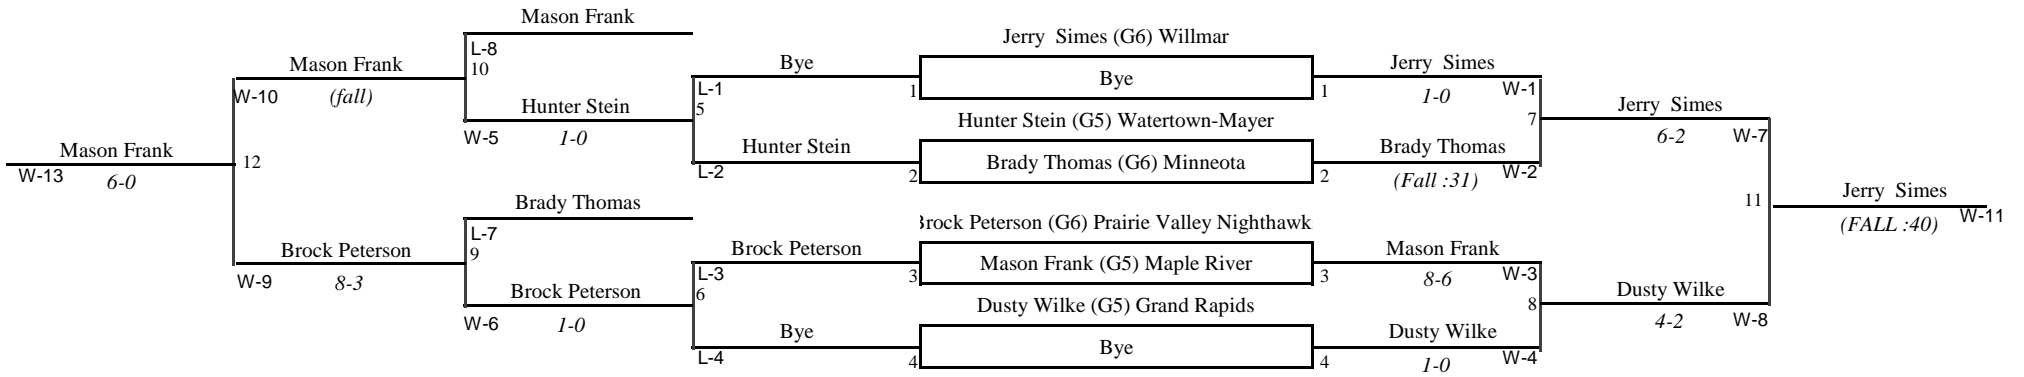 Mason Frank
Jerry Simes (G6) Willmar
L-8
10
Mason Frank
Bye
Bye
Jerry Simes
W-10
(fall)
L-1
1
1
1-0
W-1
Hunter Stein
5
Jerry Simes
W-5
1-0
Hunter Stein (G5) Watertown-Mayer
7
6-2
W-7
Mason Frank
12
Hunter Stein
Brady Thomas (G6) Minneota
Brady Thomas
W-13
6-0
L-2
2
2
(Fall :31)
W-2
Brady Thomas
11
Jerry Simes
L-7
Brock Peterson (G6) Prairie Valley Nighthawk
(FALL :40)
W-11
Brock Peterson
9
Brock Peterson
Mason Frank (G5) Maple River
Mason Frank
W-9
8-3
L-3
3
3
8-6
W-3
Brock Peterson
6
Dusty Wilke
W-6
1-0
Dusty Wilke (G5) Grand Rapids
8
4-2
W-8
Bye
Bye
Dusty Wilke
L-4
4
4
1-0
W-4